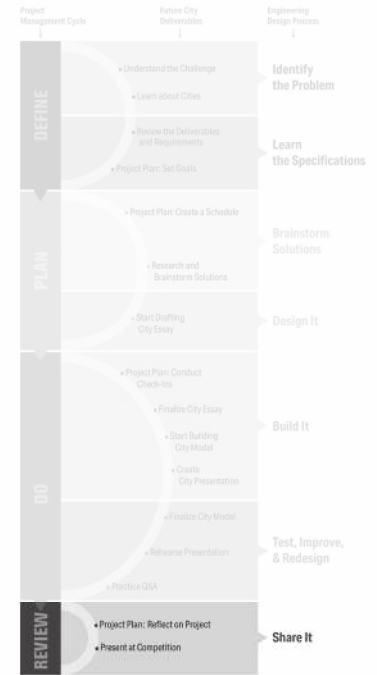 Project
Management Cycle
Future City
Deliverables
Engineering
Design Process
DEFINE
• Understand the Challenge
• Learn about Cities
Identify
the Problem
• Review the Deliverables
and Requirements
• Project Plan: Set Goals
Learn
the Specifications
PLAN
• Project Plan: Create a Schedule
• Research and
Brainstorm Solutions
Brainstorm
Solutions
• Start Drafting
City Essay
Design It
DO
• Project Plan: Conduct
Check-Ins
• Finalize City Essay
• Start Building
City Model
• Create
City Presentation
Build It
• Finalize City Model
• Rehearse Presentation
• Practice Q&A
Test, Improve,
& Redesign
REVIEW
• Project Plan: Reflect on Project
• Present at Competition
Share It